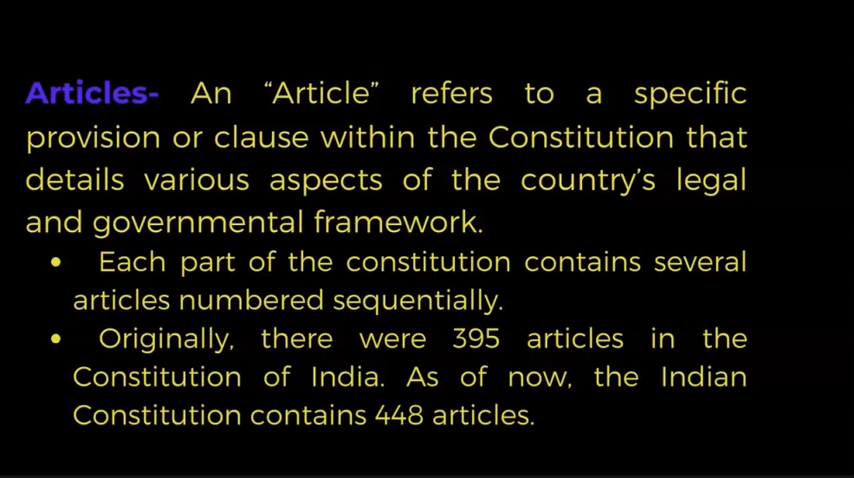 Articles- An “Article” refers to a specific
provision or clause within the Constitution that
details various aspects of the country’s legal
and governmental framework.
• Each part of the constitution contains several
articles numbered sequentially.
• Originally, there were 395 articles in the
Constitution of India. As of now, the Indian
Constitution contains 448 articles.